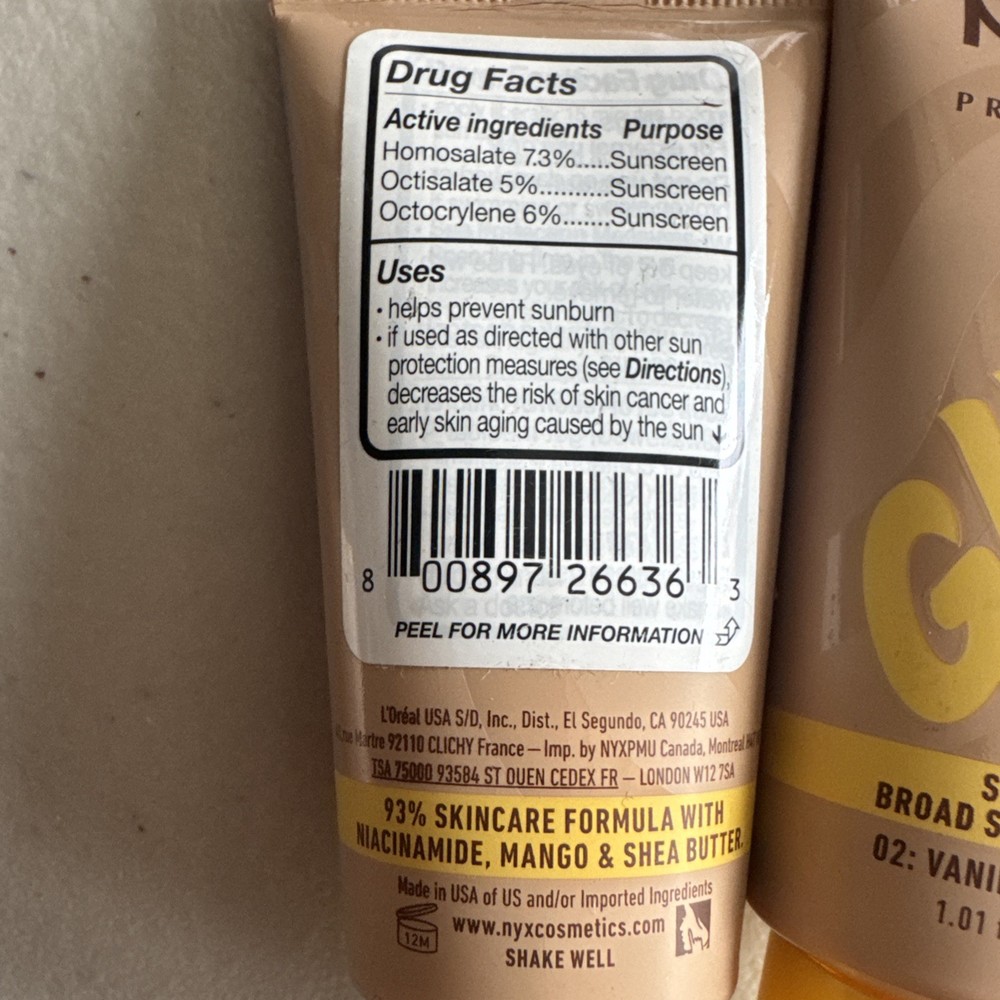 Drug Facts
Active ingredients Purpose
Homosalate 7.3%.....Sunscreen
Octisalate 5%..........Sunscreen
Octocrylene 6%.......Sunscreen
Uses
· helps prevent sunburn
· if used as directed with other sun
protection measures (see Directions),
decreases the risk of skin cancer and
early skin aging caused by the sun
8 00897 26636 3
PEEL FOR MORE INFORMATION
L'Oréal USA S/D, Inc., Dist., El Segundo, CA 90245 USA
rue Martre 92110 CLICHY France – Imp. by NYXPMU Canada, Montreal
TSA 75000 93584 ST OUEN CEDEX FR – LONDON W12 7SA
93% SKINCARE FORMULA WITH
NIACINAMIDE, MANGO & SHEA BUTTER.
Made in USA of US and/or Imported Ingredients
12M
www.nyxcosmetics.com
SHAKE WELL
PR
G
BROAD S
02: VANI
1.01